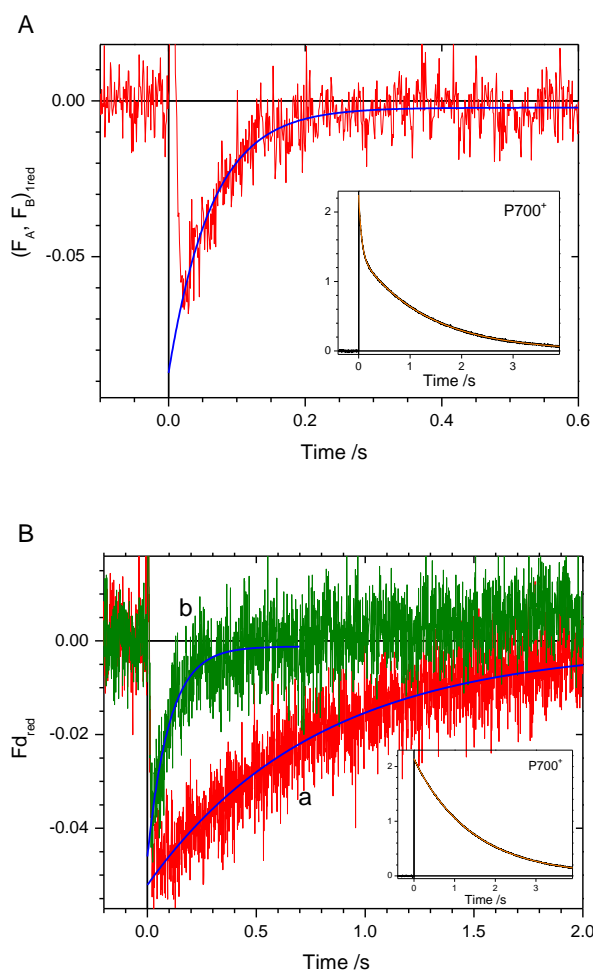 A
0.00
-0.05
(F_A, F_B)_1red
0.0 0.2 0.4 0.6
Time /s
P700⁺
2
1
0
0 1 2 3
Time /s
B
0.00
-0.02
-0.04
Fd_red
b
a
0.0 0.5 1.0 1.5 2.0
Time /s
P700⁺
2
1
0
0 1 2 3
Time /s